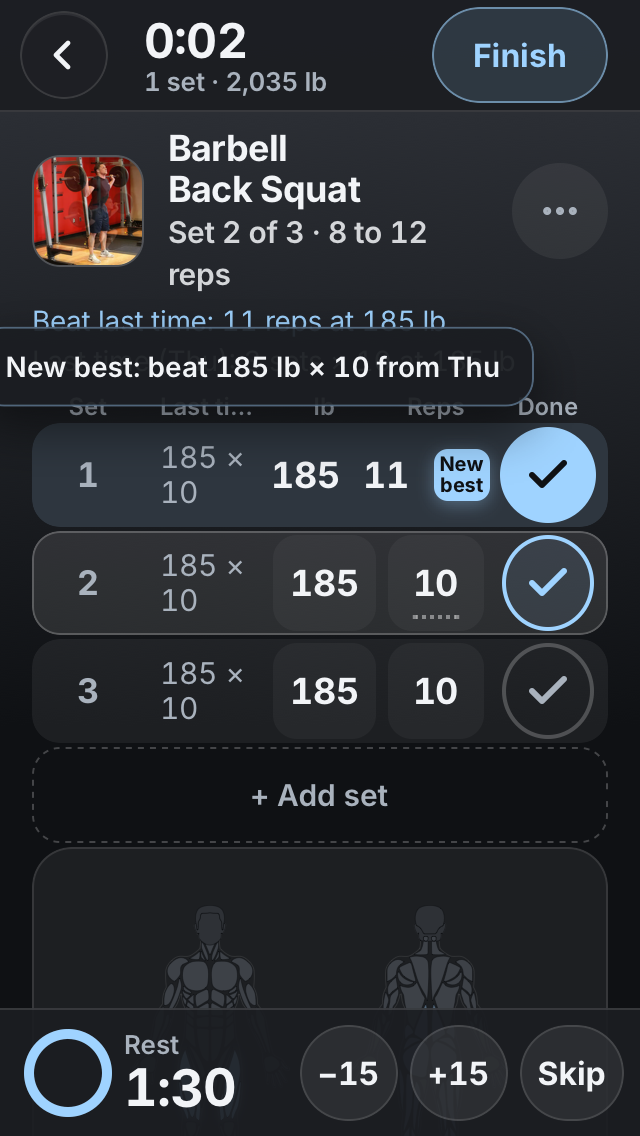 0:02
1 set · 2,035 lb
Finish
Barbell
Back Squat
Set 2 of 3 · 8 to 12
reps
Beat last time: 11 reps at 185 lb
New best: beat 185 lb × 10 from Thu
Set Last ti... lb Reps Done
1 185 × 10 185 11 New best
2 185 × 10 185 10
3 185 × 10 185 10
+ Add set
Rest
1:30
−15 +15 Skip